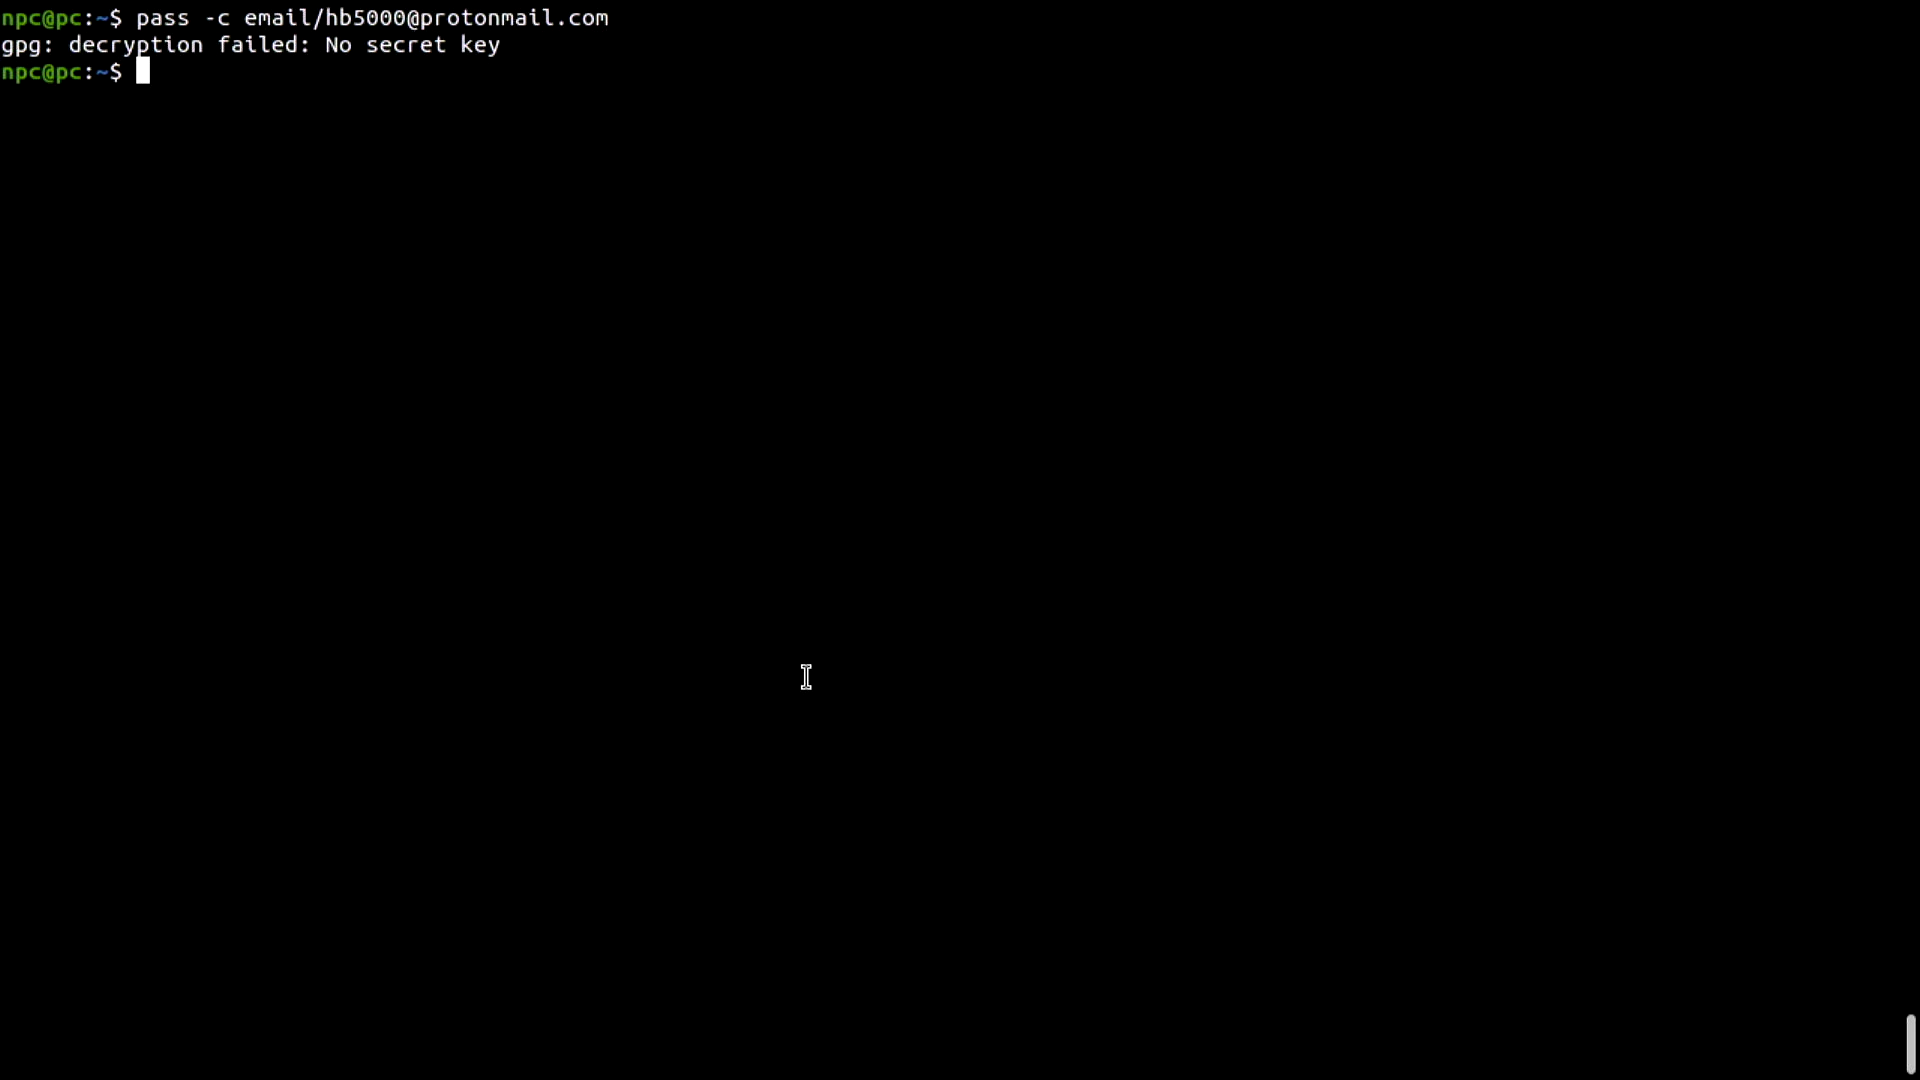 npc@pc:~$ pass -c email/hb5000@protonmail.com
gpg: decryption failed: No secret key
npc@pc:~$